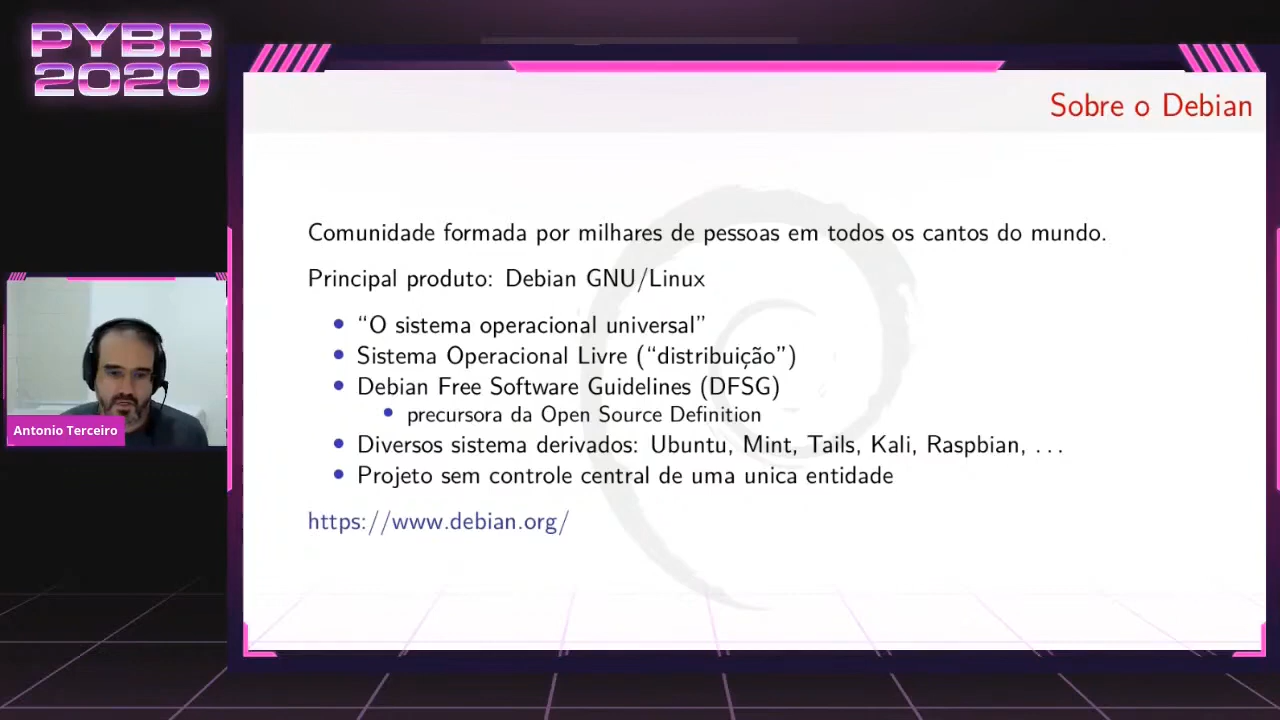 PYBR
2020
Sobre o Debian
Comunidade formada por milhares de pessoas em todos os cantos do mundo.
Principal produto: Debian GNU/Linux
• “O sistema operacional universal”
• Sistema Operacional Livre (“distribuição”)
• Debian Free Software Guidelines (DFSG)
• precursora da Open Source Definition
• Diversos sistema derivados: Ubuntu, Mint, Tails, Kali, Raspbian, ...
• Projeto sem controle central de uma unica entidade
https://www.debian.org/
Antonio Terceiro